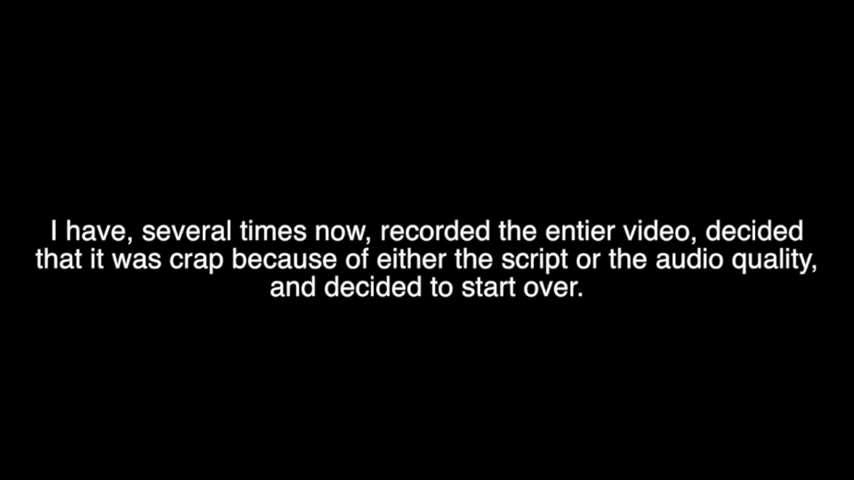 I have, several times now, recorded the entier video, decided
that it was crap because of either the script or the audio quality,
and decided to start over.